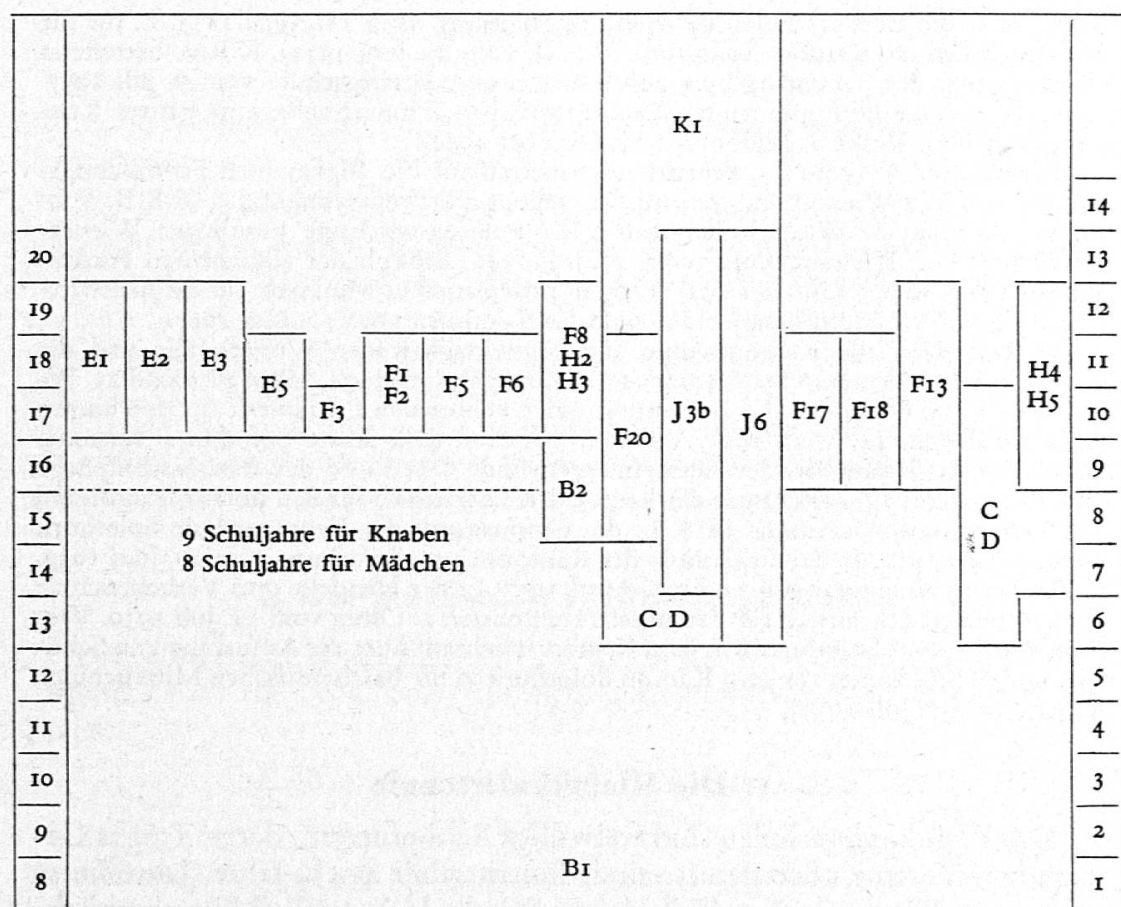 K1
14
20
13
19
F8
12
18
E1
E2
E3
E5
F3
F1
F2
F5
F6
H2
H3
F13
H4
H5
11
17
F20
J3b
J6
F17
F18
10
16
B2
9
15
9 Schuljahre für Knaben
C
D
8
14
8 Schuljahre für Mädchen
7
13
C D
6
12
5
11
4
10
3
9
2
8
B1
1